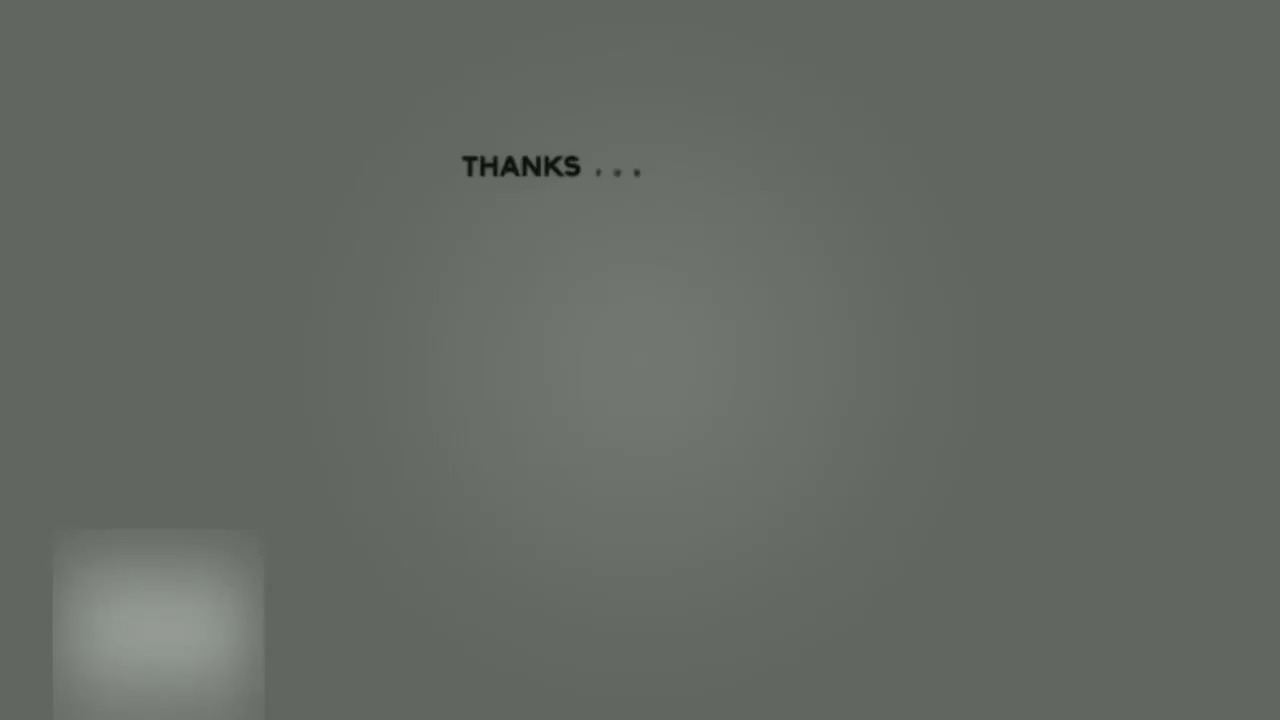 THANKS . . .